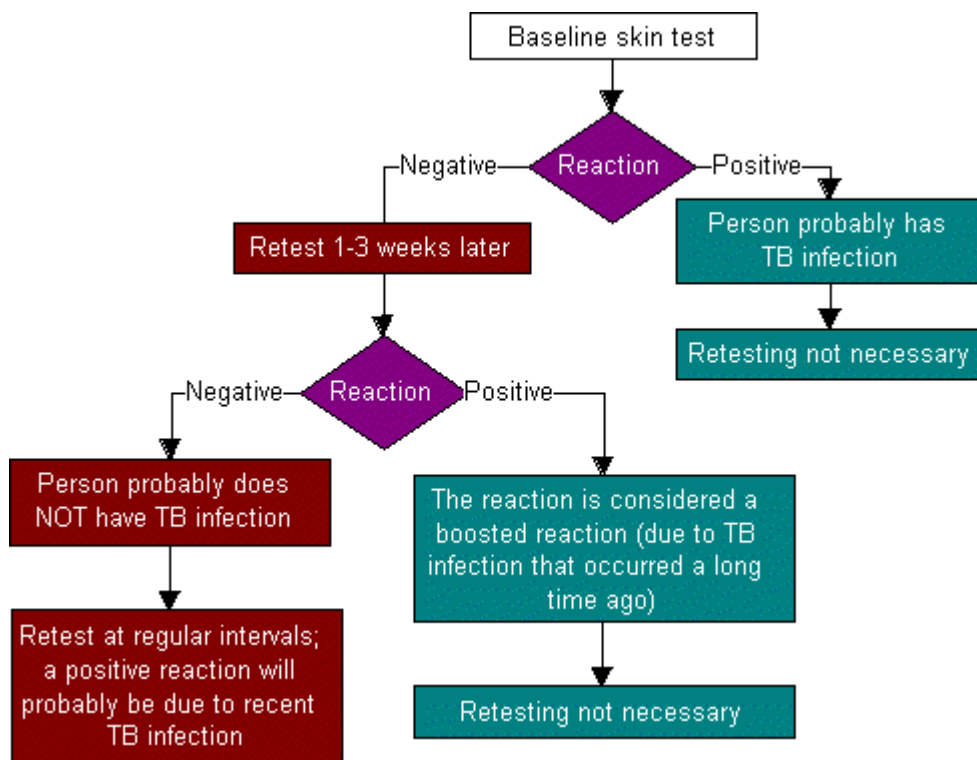 Baseline skin test
Negative
Reaction
Positive
Person probably has
TB infection
Retest 1-3 weeks later
Retesting not necessary
Negative
Reaction
Positive
Person probably does
NOT have TB infection
The reaction is considered a
boosted reaction (due to TB
infection that occurred a long
time ago)
Retest at regular intervals;
a positive reaction will
probably be due to recent
TB infection
Retesting not necessary